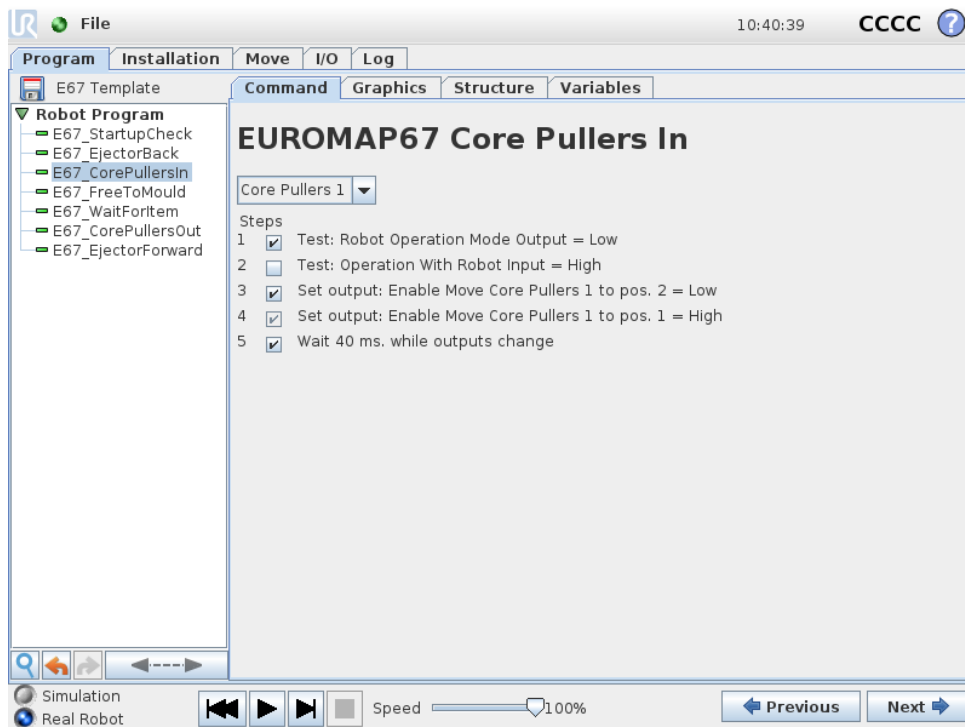 UR File 10:40:39 CCCC ?
Program Installation Move I/O Log
E67 Template
Command Graphics Structure Variables
Robot Program
E67_StartupCheck
E67_EjectorBack
E67_CorePullersIn
E67_FreeToMould
E67_WaitForItem
E67_CorePullersOut
E67_EjectorForward
EUROMAP67 Core Pullers In
Core Pullers 1
Steps
1 Test: Robot Operation Mode Output = Low
2 Test: Operation With Robot Input = High
3 Set output: Enable Move Core Pullers 1 to pos. 2 = Low
4 Set output: Enable Move Core Pullers 1 to pos. 1 = High
5 Wait 40 ms. while outputs change
Simulation
Real Robot
Speed 100%
Previous Next